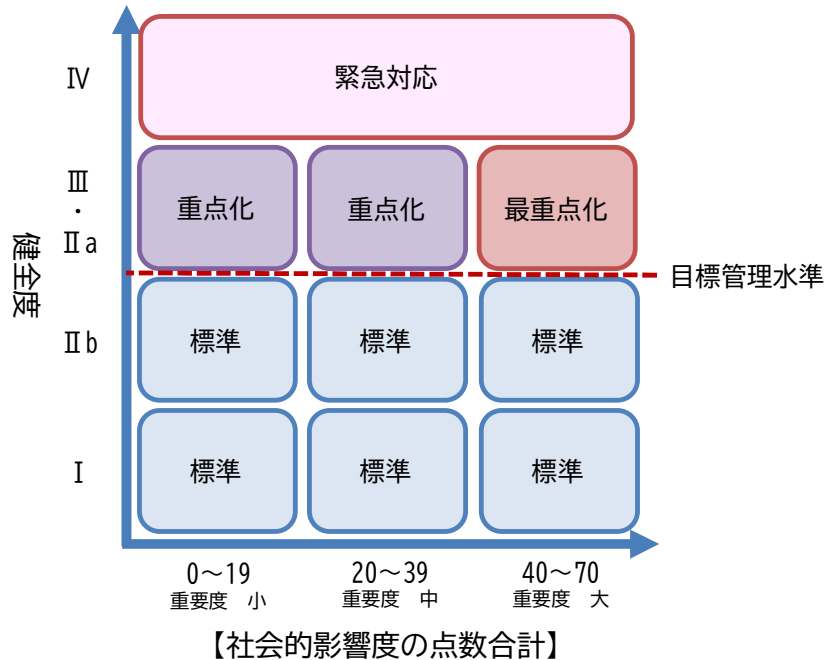 Ⅳ
緊急対応
Ⅲ
・
Ⅱa
重点化
重点化
最重点化
目標管理水準
健全度
Ⅱb
標準
標準
標準
Ⅰ
標準
標準
標準
0～19
20～39
40～70
重要度　小
重要度　中
重要度　大
【社会的影響度の点数合計】